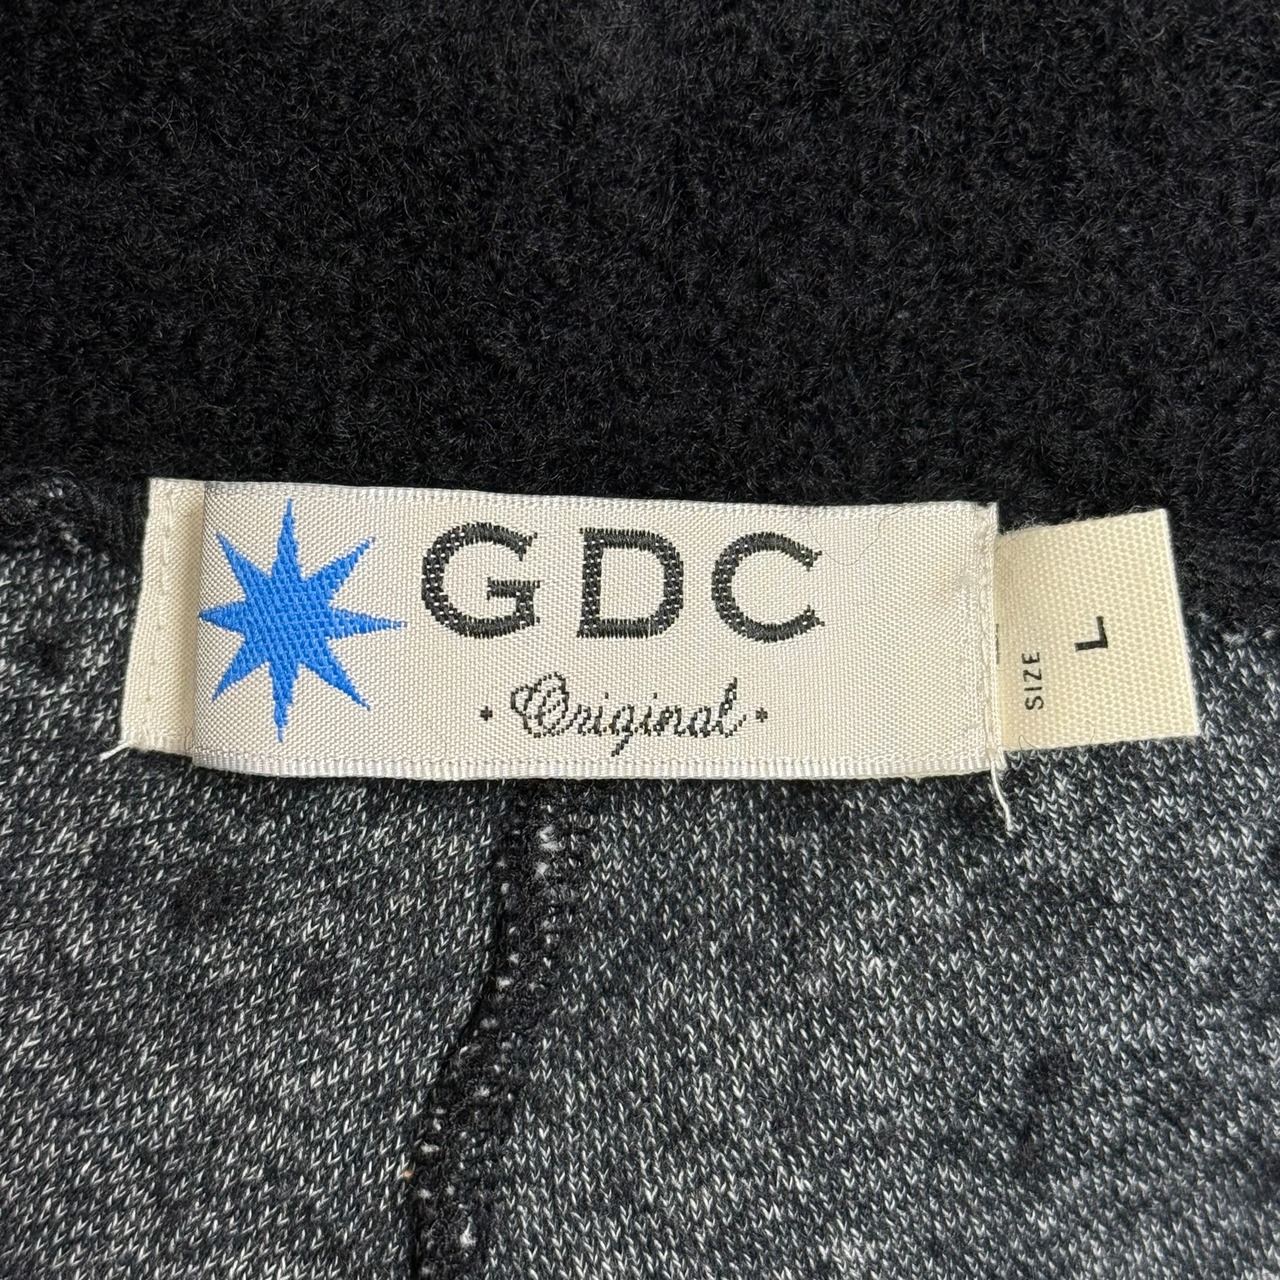 GDC
· Original ·
SIZE
L